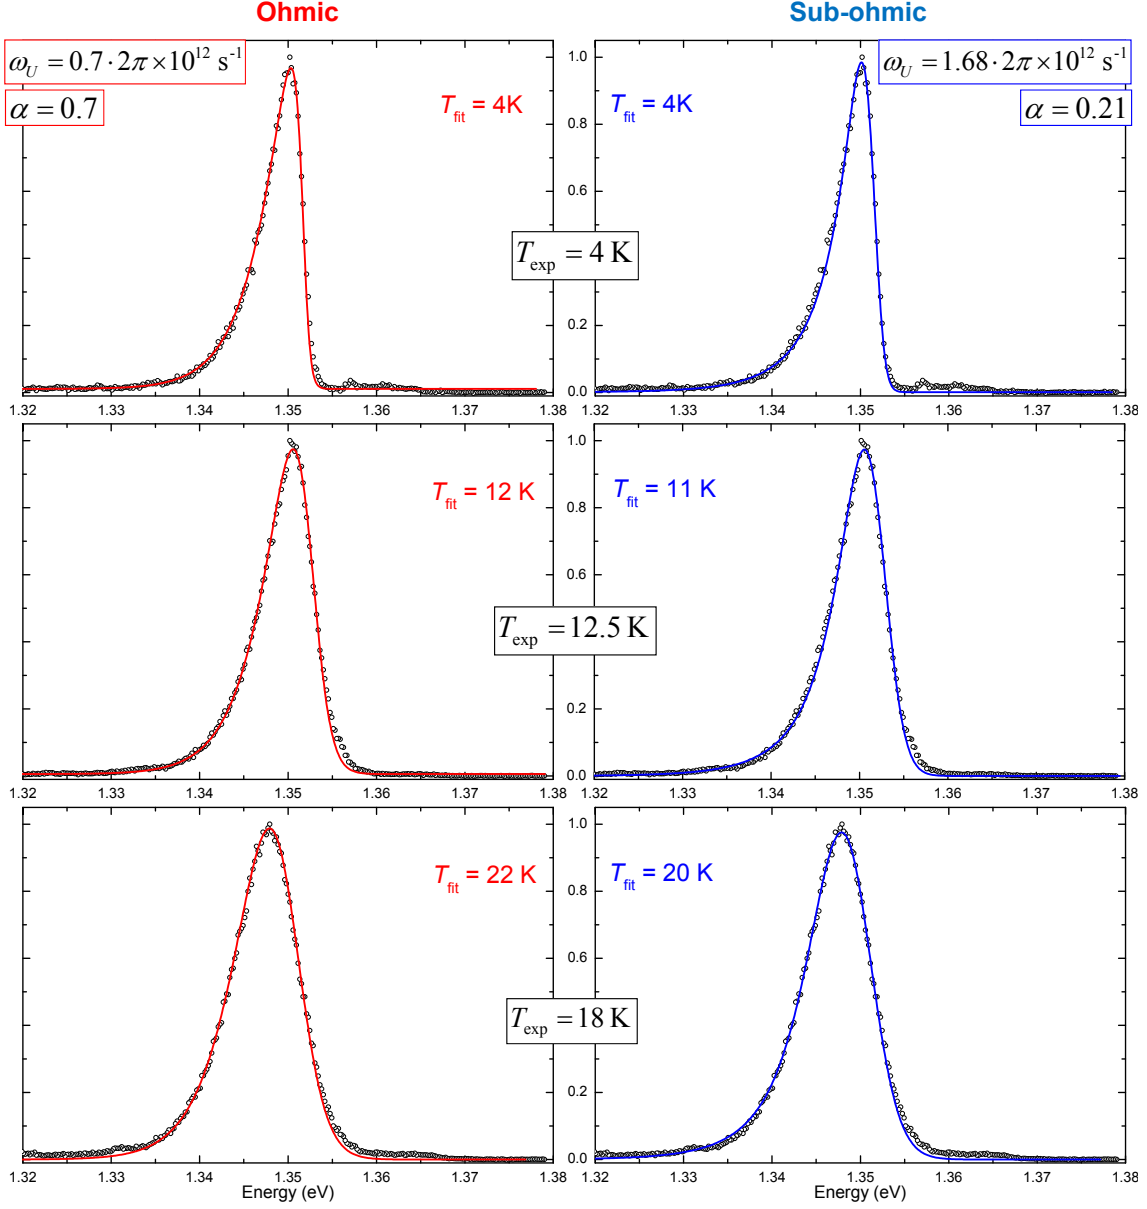 Ohmic
Sub-ohmic
ω_U = 0.7 · 2π × 10¹² s⁻¹
α = 0.7
T_fit = 4K
T_fit = 4K
ω_U = 1.68 · 2π × 10¹² s⁻¹
α = 0.21
1.0
0.8
0.6
0.4
0.2
0.0
T_exp = 4 K
1.32 1.33 1.34 1.35 1.36 1.37 1.38
1.32 1.33 1.34 1.35 1.36 1.37 1.38
T_fit = 12 K
T_fit = 11 K
1.0
0.8
0.6
0.4
0.2
0.0
T_exp = 12.5 K
1.32 1.33 1.34 1.35 1.36 1.37 1.38
1.32 1.33 1.34 1.35 1.36 1.37 1.38
T_fit = 22 K
T_fit = 20 K
1.0
0.8
0.6
0.4
0.2
0.0
T_exp = 18 K
1.32 1.33 1.34 1.35 1.36 1.37 1.38
Energy (eV)
1.32 1.33 1.34 1.35 1.36 1.37 1.38
Energy (eV)